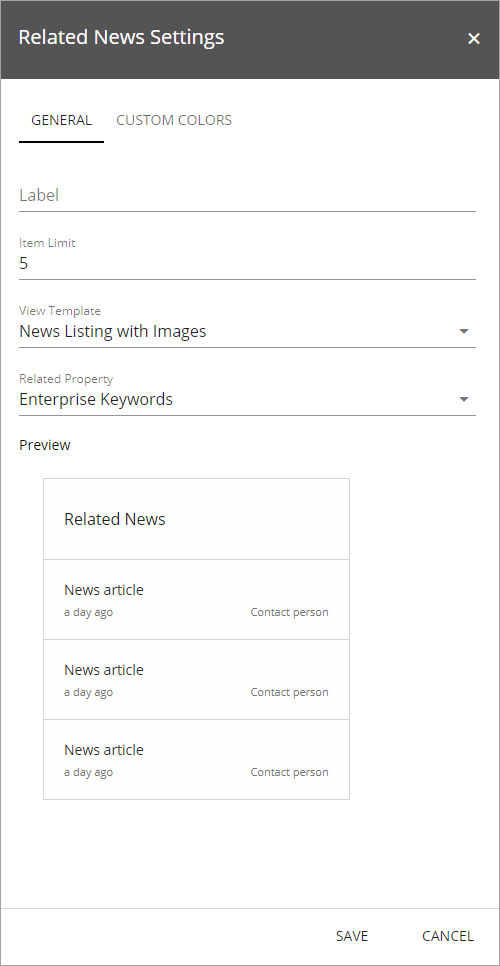 Related News Settings
GENERAL CUSTOM COLORS
Label
Item Limit
5
View Template
News Listing with Images
Related Property
Enterprise Keywords
Preview
Related News
News article
a day ago Contact person
News article
a day ago Contact person
News article
a day ago Contact person
SAVE CANCEL